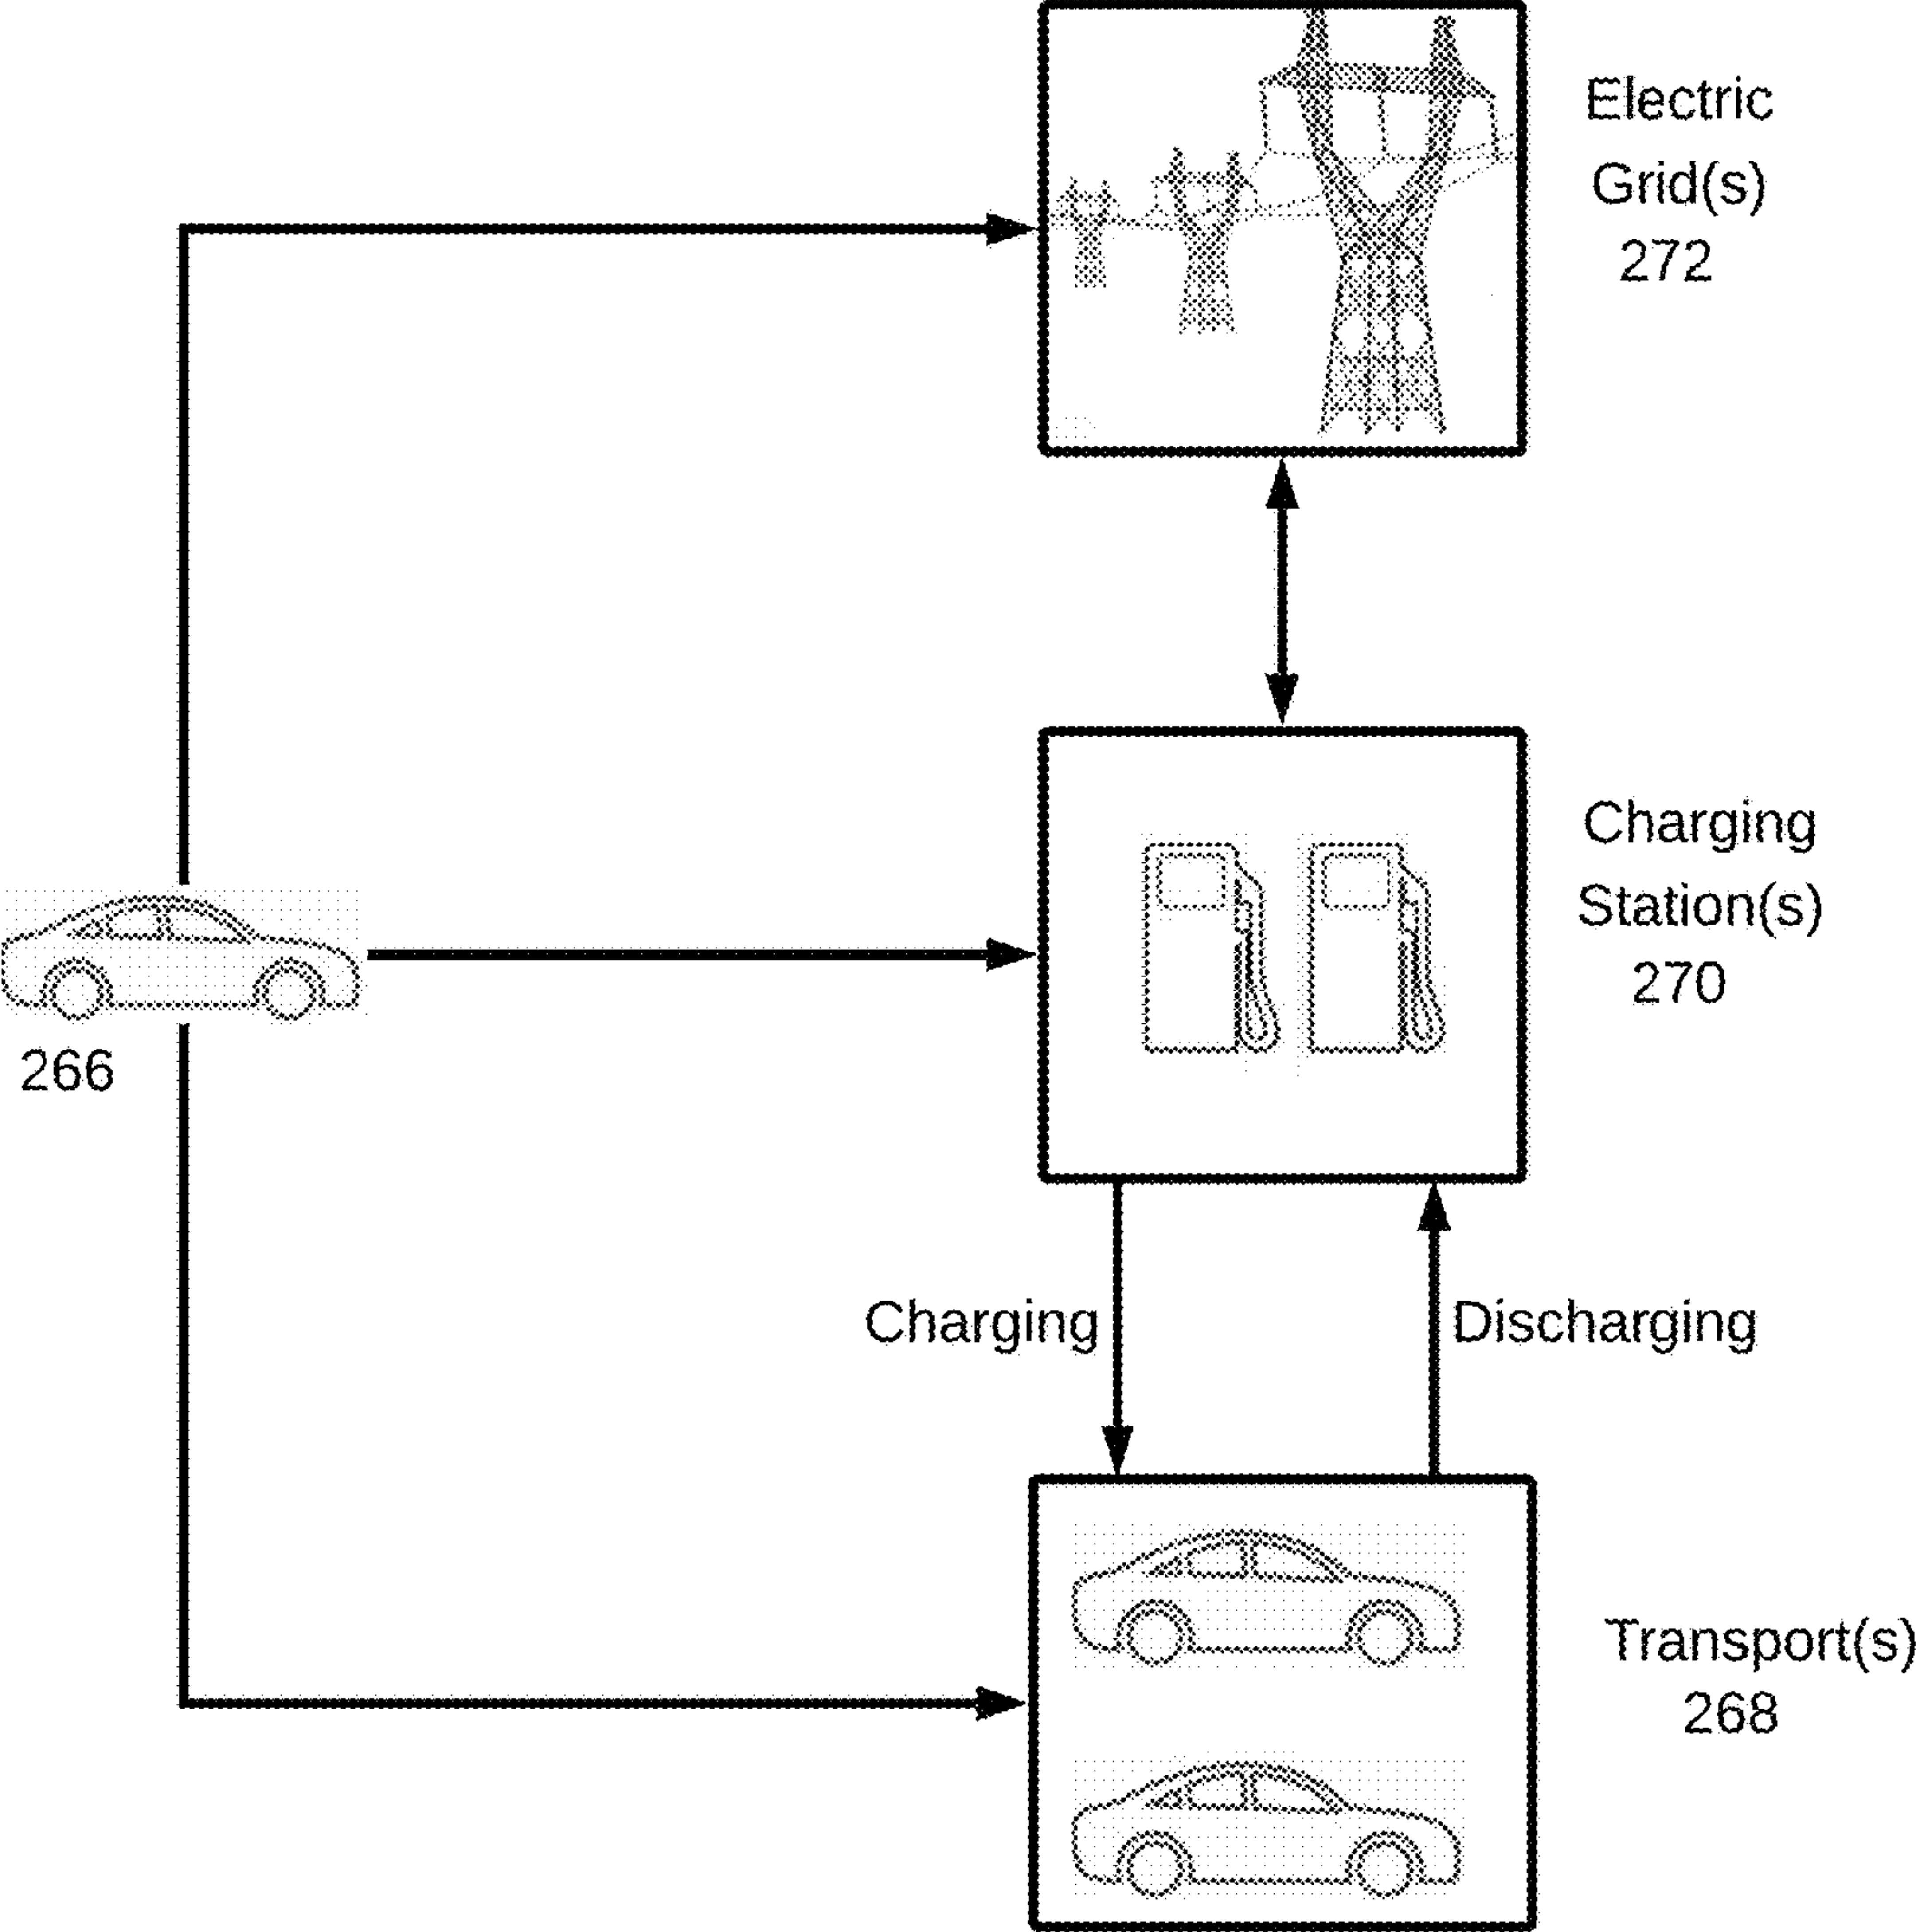 Electric
Grid(s)
272
Charging
Station(s)
270
266
Charging
Discharging
Transport(s)
268